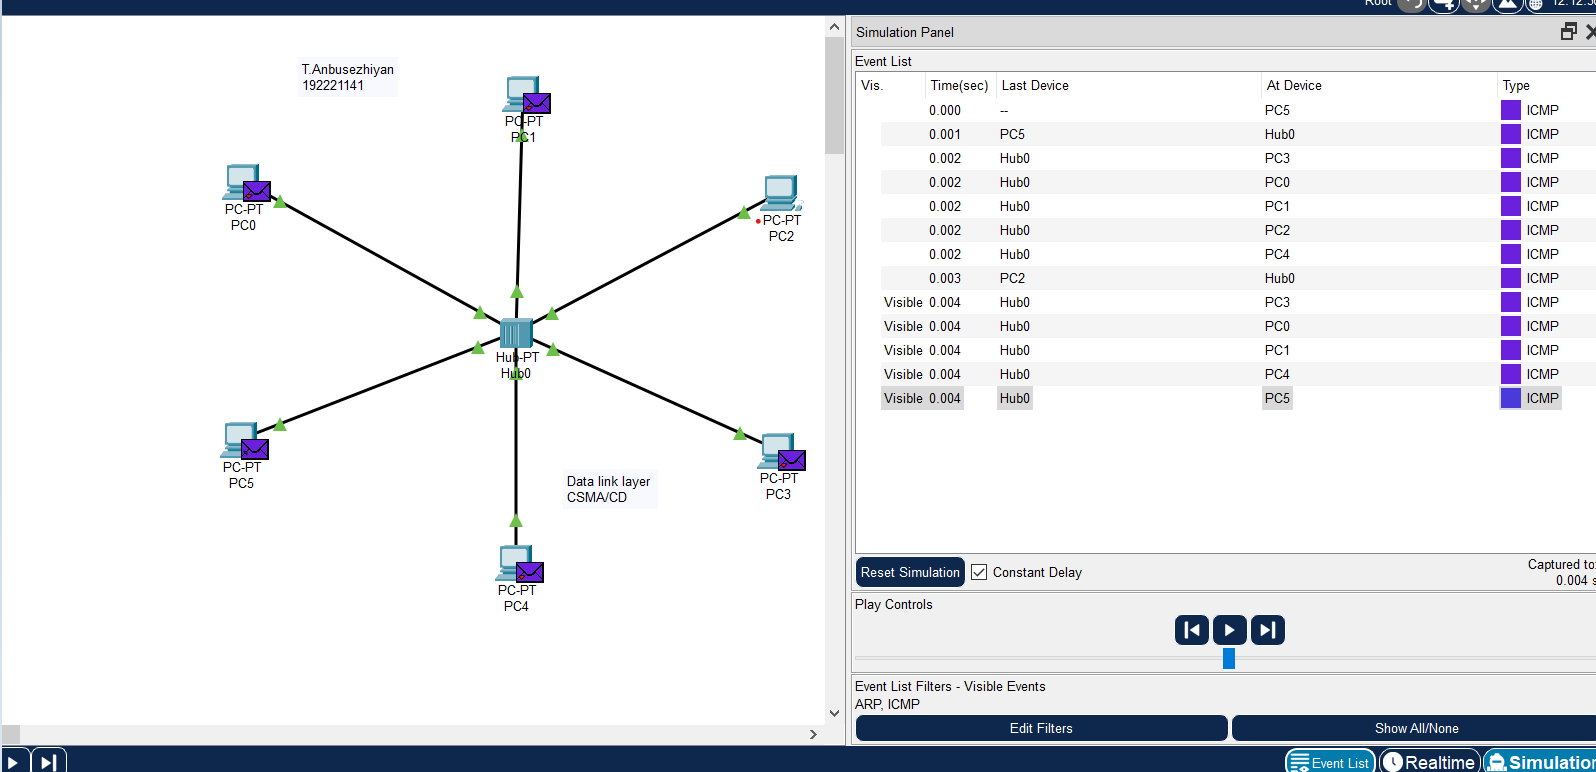 Root
T.Anbusezhiyan
192221141
PC-PT
PC1
PC-PT
PC0
PC-PT
PC2
Hub-PT
Hub0
PC-PT
PC5
PC-PT
PC3
Data link layer
CSMA/CD
PC-PT
PC4
Simulation Panel
Event List
Vis. Time(sec) Last Device At Device Type
0.000 -- PC5 ICMP
0.001 PC5 Hub0 ICMP
0.002 Hub0 PC3 ICMP
0.002 Hub0 PC0 ICMP
0.002 Hub0 PC1 ICMP
0.002 Hub0 PC2 ICMP
0.002 Hub0 PC4 ICMP
0.003 PC2 Hub0 ICMP
Visible 0.004 Hub0 PC3 ICMP
Visible 0.004 Hub0 PC0 ICMP
Visible 0.004 Hub0 PC1 ICMP
Visible 0.004 Hub0 PC4 ICMP
Visible 0.004 Hub0 PC5 ICMP
Reset Simulation Constant Delay
Captured to:
0.004 s
Play Controls
Event List Filters - Visible Events
ARP, ICMP
Edit Filters Show All/None
Event List Realtime Simulation